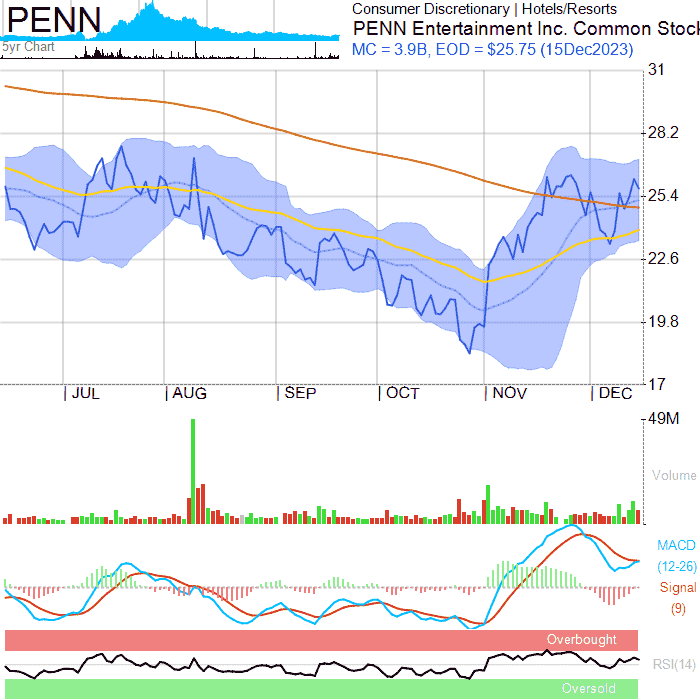 PENN
5yr Chart
Consumer Discretionary | Hotels/Resorts
PENN Entertainment Inc. Common Stoc
MC = 3.9B, EOD = $25.75 (15Dec2023)
31
28.2
25.4
22.6
19.8
17
JUL
AUG
SEP
OCT
NOV
DEC
49M
Volume
MACD
(12-26)
Signal
(9)
Overbought
RSI(14)
Oversold